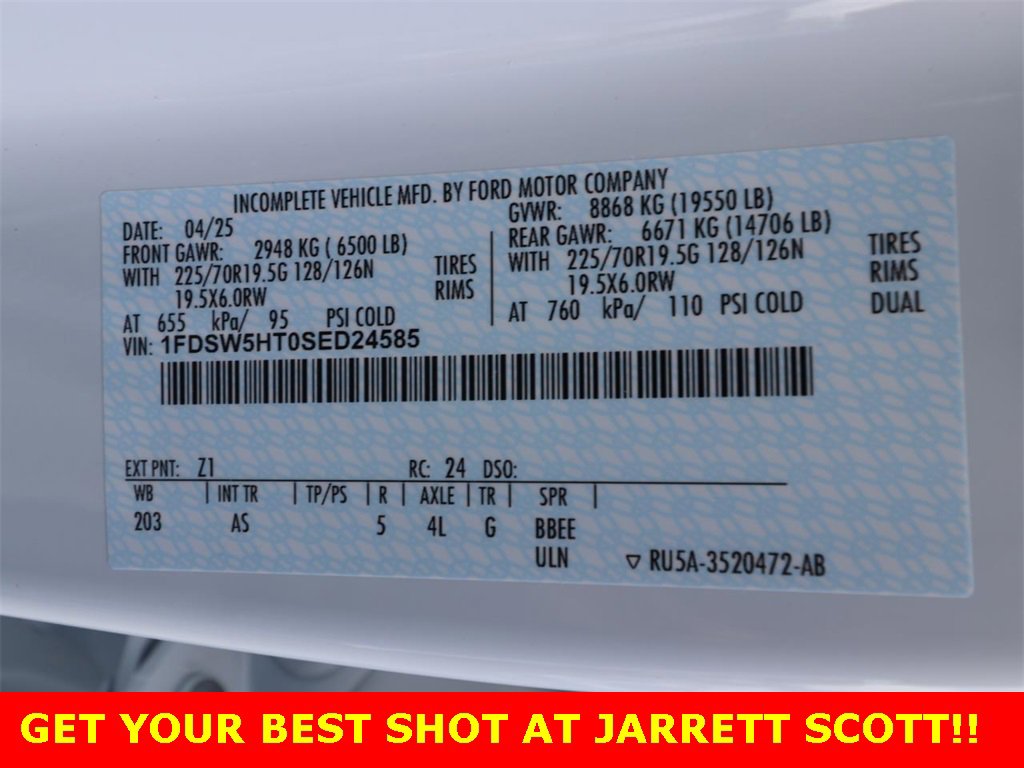 INCOMPLETE VEHICLE MFD. BY FORD MOTOR COMPANY
DATE: 04/25
FRONT GAWR: 2948 KG ( 6500 LB)
WITH 225/70R19.5G 128/126N TIRES
19.5X6.0RW RIMS
AT 655 kPa/ 95 PSI COLD
GVWR: 8868 KG (19550 LB)
REAR GAWR: 6671 KG (14706 LB)
WITH 225/70R19.5G 128/126N TIRES
19.5X6.0RW RIMS
AT 760 kPa/ 110 PSI COLD DUAL
VIN: 1FDSW5HT0SED24585
EXT PNT: Z1 RC: 24 DSO:
WB | INT TR | TP/PS | R | AXLE | TR | SPR |
203 AS 5 4L G BBEE
ULN ▽ RU5A-3520472-AB
GET YOUR BEST SHOT AT JARRETT SCOTT!!